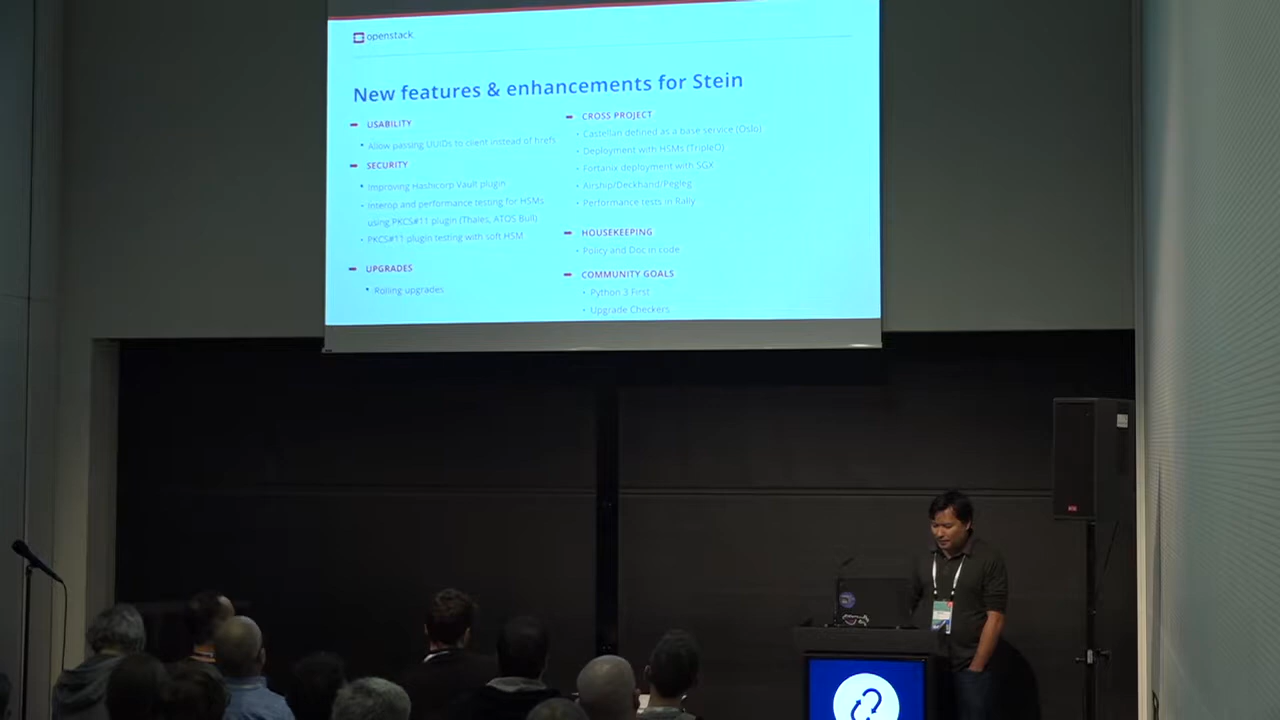 openstack.
New features & enhancements for Stein
USABILITY
Allow passing UUIDs to client instead of hrefs
SECURITY
Improving Hashicorp Vault plugin
Interop and performance testing for HSMs
using PKCS#11 plugin (Thales, ATOS Bull)
PKCS#11 plugin testing with soft HSM
UPGRADES
Rolling upgrades
CROSS PROJECT
Castellan defined as a base service (Oslo)
Deployment with HSMs (TripleO)
Fortanix deployment with SGX
Airship/Deckhand/Pegleg
Performance tests in Rally
HOUSEKEEPING
Policy and Doc in code
COMMUNITY GOALS
Python 3 First
Upgrade Checkers